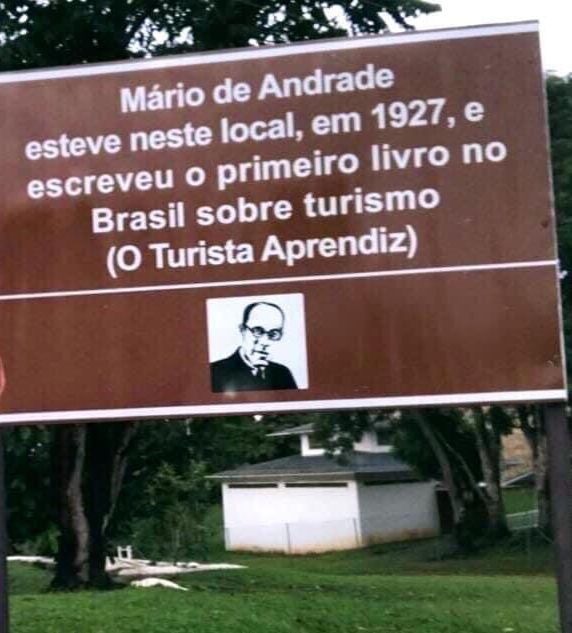 Mário de Andrade
esteve neste local, em 1927, e
escreveu o primeiro livro no
Brasil sobre turismo
(O Turista Aprendiz)